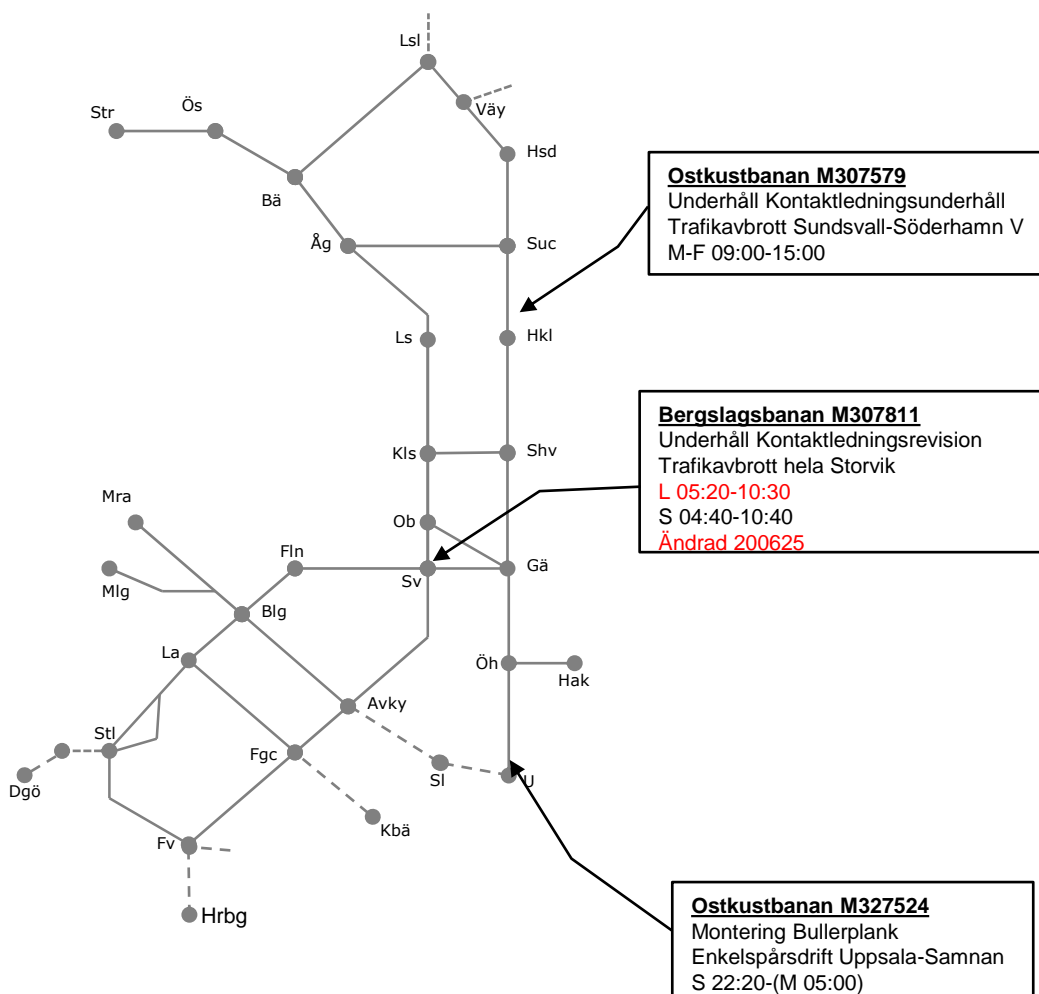 Lsl
Väy
Str
Ös
Hsd
Bä
Åg
Suc
Ostkustbanan M307579
Underhåll Kontaktledningsunderhåll
Trafikavbrott Sundsvall-Söderhamn V
M-F 09:00-15:00
Ls
Hkl
Kls
Shv
Bergslagsbanan M307811
Underhåll Kontaktledningsrevision
Trafikavbrott hela Storvik
L 05:20-10:30
S 04:40-10:40
Ändrad 200625
Mra
Ob
Fln
Sv
Gä
Mlg
Blg
La
Öh
Hak
Avky
Stl
Fgc
Sl
U
Dgö
Kbä
Fv
Hrbg
Ostkustbanan M327524
Montering Bullerplank
Enkelspårsdrift Uppsala-Samnan
S 22:20-(M 05:00)